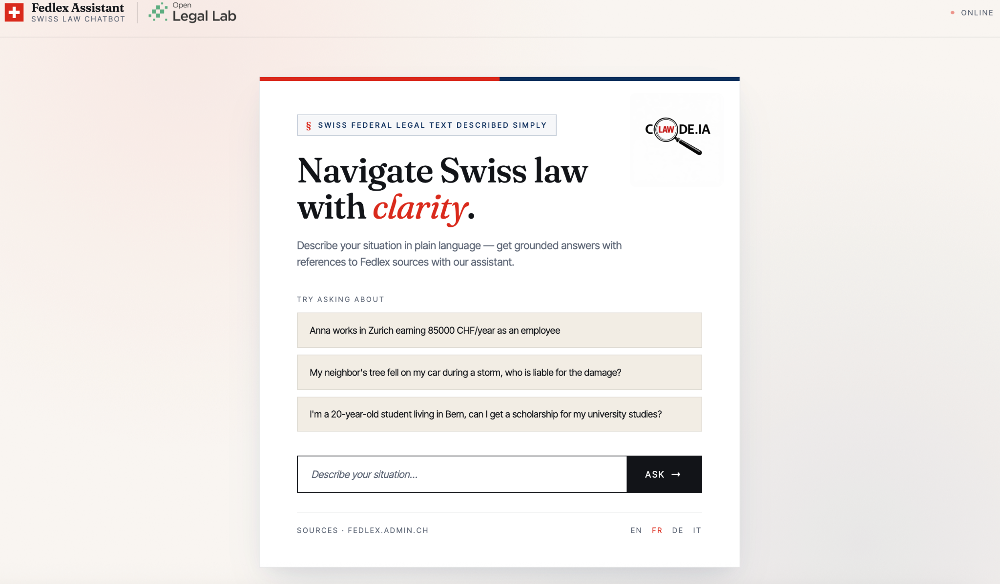 Fedlex Assistant
SWISS LAW CHATBOT
Open
Legal Lab
ONLINE
§ SWISS FEDERAL LEGAL TEXT DESCRIBED SIMPLY
C LAW DE.IA
Navigate Swiss law
with clarity.
Describe your situation in plain language — get grounded answers with
references to Fedlex sources with our assistant.
TRY ASKING ABOUT
Anna works in Zurich earning 85000 CHF/year as an employee
My neighbor's tree fell on my car during a storm, who is liable for the damage?
I'm a 20-year-old student living in Bern, can I get a scholarship for my university studies?
Describe your situation...
ASK →
SOURCES · FEDLEX.ADMIN.CH
EN FR DE IT